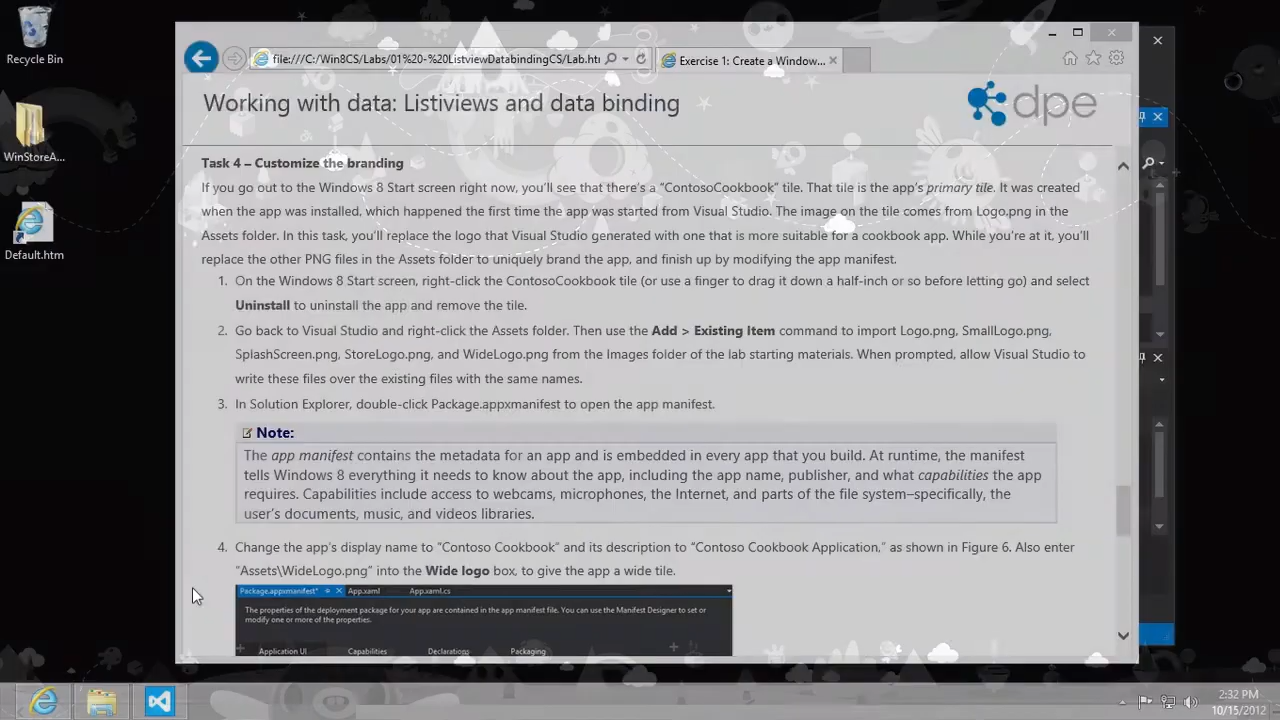 Recycle Bin
WinStoreA...
Default.htm
file:///C:/Win8CS/Labs/01%20-%20ListviewDatabindingCS/Lab.htr
Exercise 1: Create a Window...
Working with data: Listiviews and data binding
dpe
Task 4 – Customize the branding
If you go out to the Windows 8 Start screen right now, you'll see that there's a “ContosoCookbook” tile. That tile is the app's primary tile. It was created
when the app was installed, which happened the first time the app was started from Visual Studio. The image on the tile comes from Logo.png in the
Assets folder. In this task, you'll replace the logo that Visual Studio generated with one that is more suitable for a cookbook app. While you're at it, you'll
replace the other PNG files in the Assets folder to uniquely brand the app, and finish up by modifying the app manifest.
1. On the Windows 8 Start screen, right-click the ContosoCookbook tile (or use a finger to drag it down a half-inch or so before letting go) and select
Uninstall to uninstall the app and remove the tile.
2. Go back to Visual Studio and right-click the Assets folder. Then use the Add > Existing Item command to import Logo.png, SmallLogo.png,
SplashScreen.png, StoreLogo.png, and WideLogo.png from the Images folder of the lab starting materials. When prompted, allow Visual Studio to
write these files over the existing files with the same names.
3. In Solution Explorer, double-click Package.appxmanifest to open the app manifest.
Note:
The app manifest contains the metadata for an app and is embedded in every app that you build. At runtime, the manifest
tells Windows 8 everything it needs to know about the app, including the app name, publisher, and what capabilities the app
requires. Capabilities include access to webcams, microphones, the Internet, and parts of the file system–specifically, the
user's documents, music, and videos libraries.
4. Change the app's display name to “Contoso Cookbook” and its description to “Contoso Cookbook Application,” as shown in Figure 6. Also enter
“Assets\WideLogo.png” into the Wide logo box, to give the app a wide tile.
Package.appxmanifest* App.xaml App.xaml.cs
The properties of the deployment package for your app are contained in the app manifest file. You can use the Manifest Designer to set or
modify one or more of the properties.
Application UI Capabilities Declarations Packaging
2:32 PM
10/15/2012